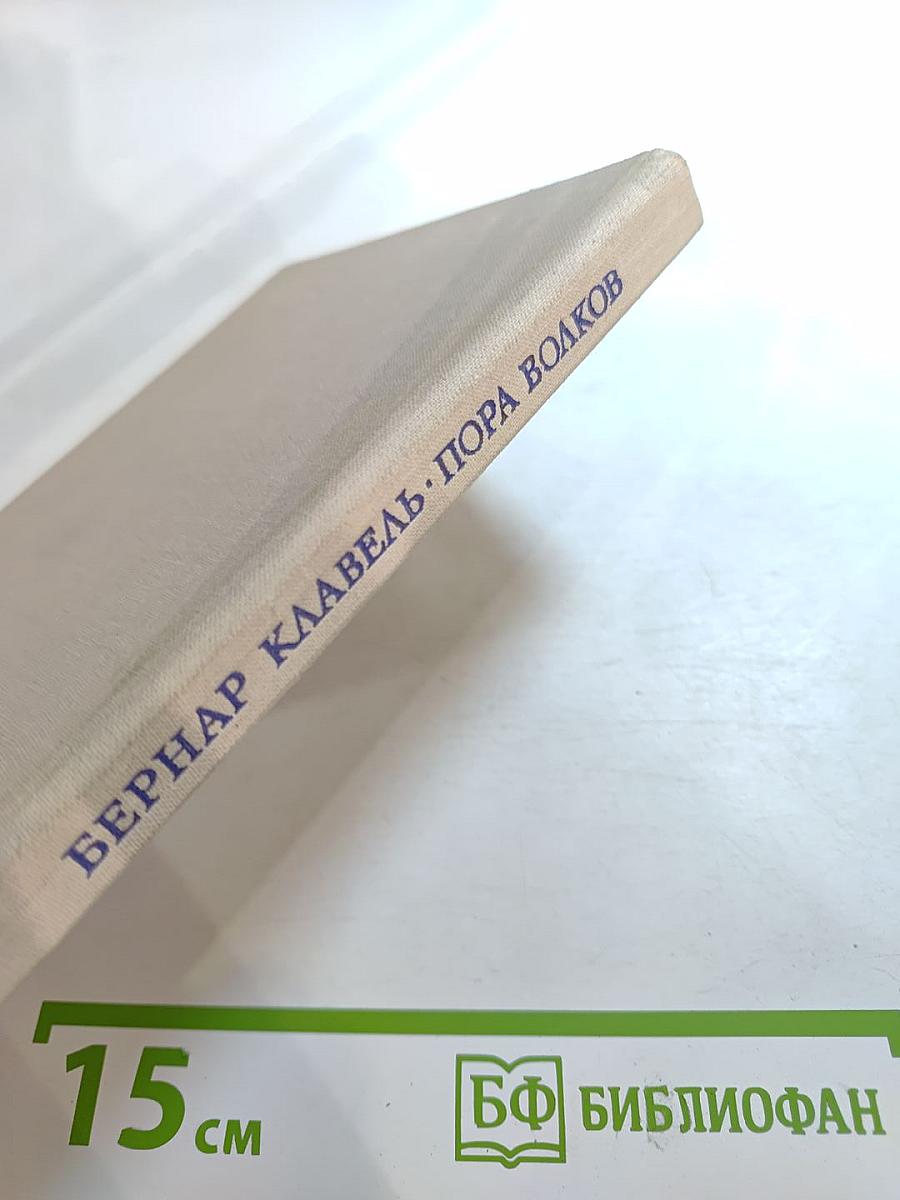 БЕРНАР КЛАВЕЛЬ · ПОРА ВОЛКОВ
15 см
БФ БИБЛИОФАН